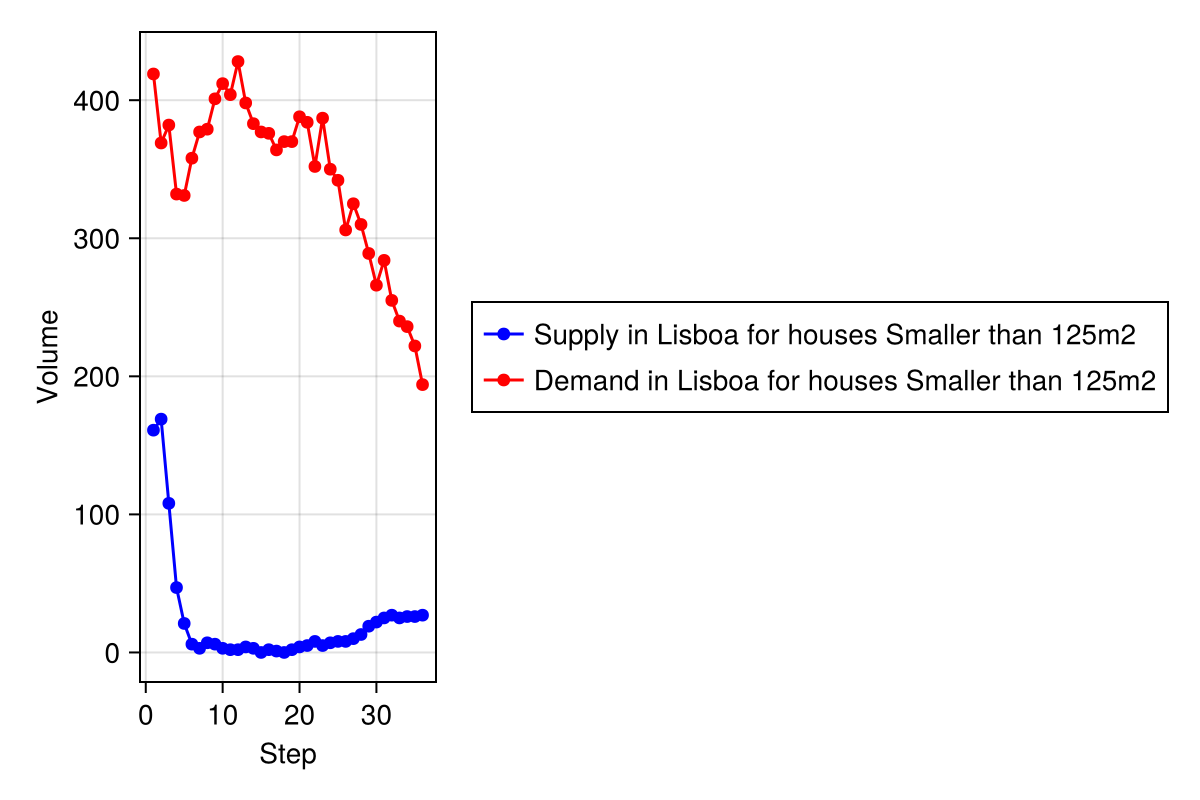 400
300
200
100
0
Volume
0 10 20 30
Step
Supply in Lisboa for houses Smaller than 125m2
Demand in Lisboa for houses Smaller than 125m2